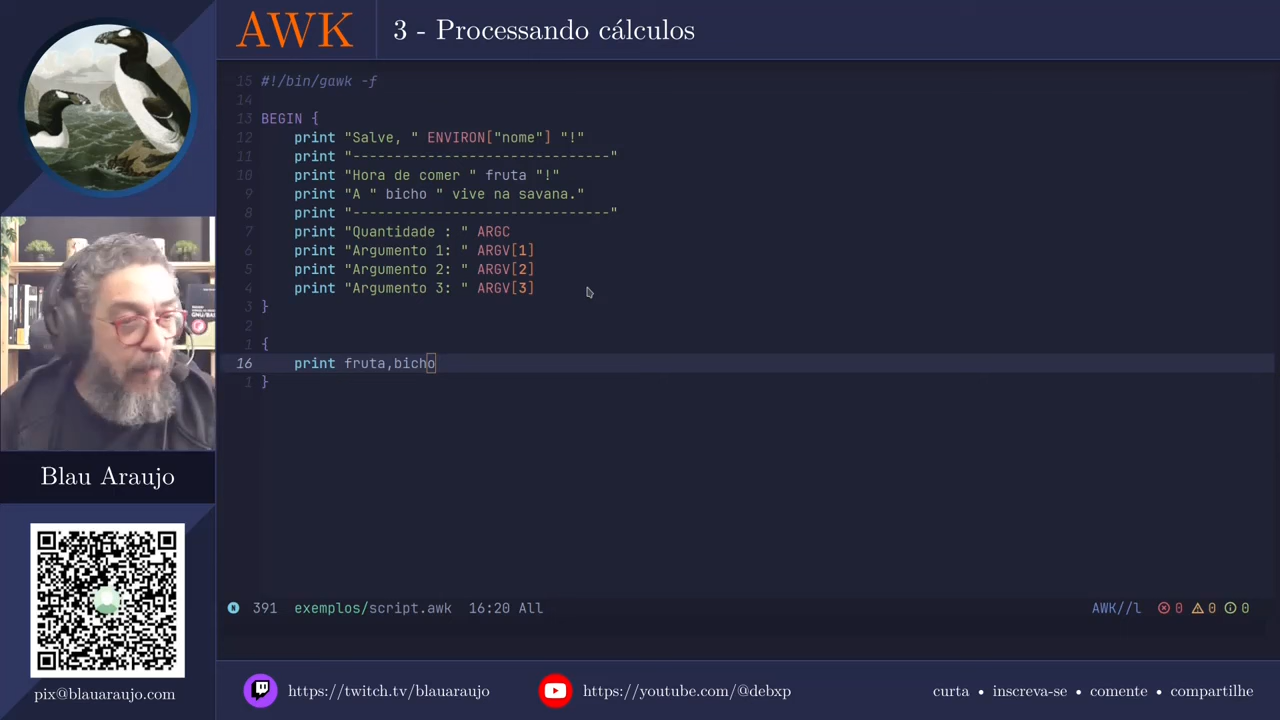 AWK
3 - Processando cálculos
15 #!/bin/gawk -f
14
13 BEGIN {
12 print "Salve, " ENVIRON["nome"] "!"
11 print "-------------------------------"
10 print "Hora de comer " fruta "!"
9 print "A " bicho " vive na savana."
8 print "-------------------------------"
7 print "Quantidade : " ARGC
6 print "Argumento 1: " ARGV[1]
5 print "Argumento 2: " ARGV[2]
4 print "Argumento 3: " ARGV[3]
3 }
2
1 {
16 print fruta,bicho
1 }
Blau Araujo
N 391 exemplos/script.awk 16:20 All AWK//l 0 0 0
pix@blauaraujo.com
https://twitch.tv/blauaraujo
https://youtube.com/@debxp
curta • inscreva-se • comente • compartilhe